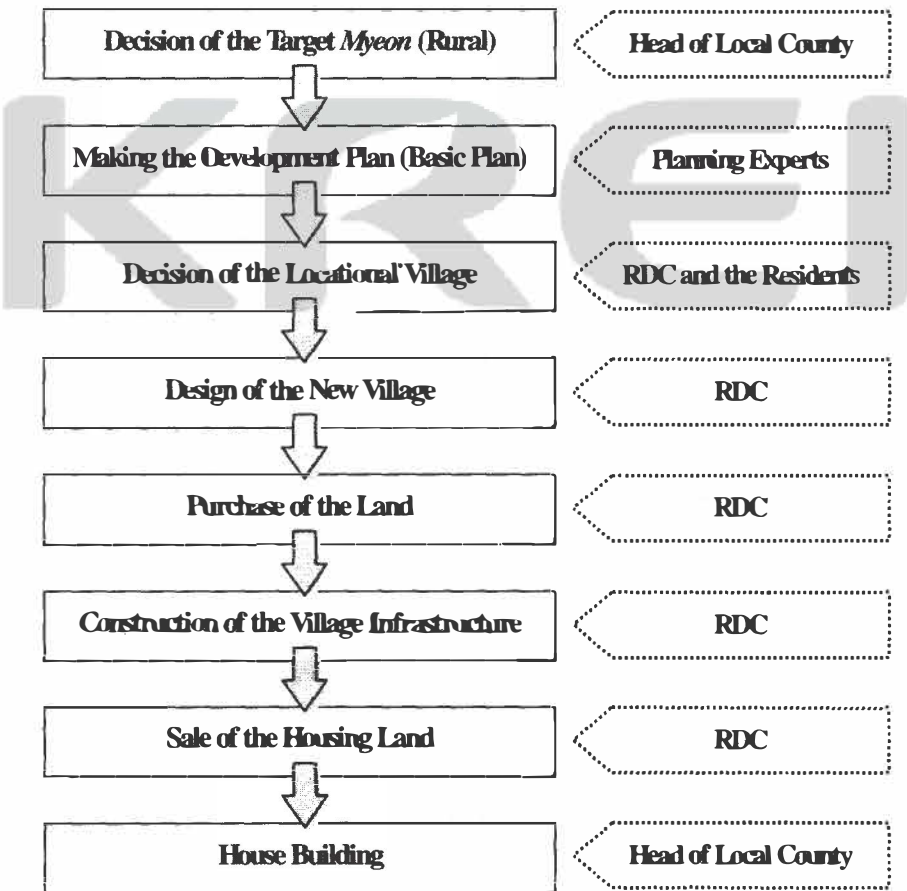 Decision of the Target Myeon (Rural)
Head of Local County
Making the Development Plan (Basic Plan)
Planning Experts
Decision of the Locational Village
RDC and the Residents
Design of the New Village
RDC
Purchase of the Land
RDC
Construction of the Village Infrastructure
RDC
Sale of the Housing Land
RDC
House Building
Head of Local County
KREI